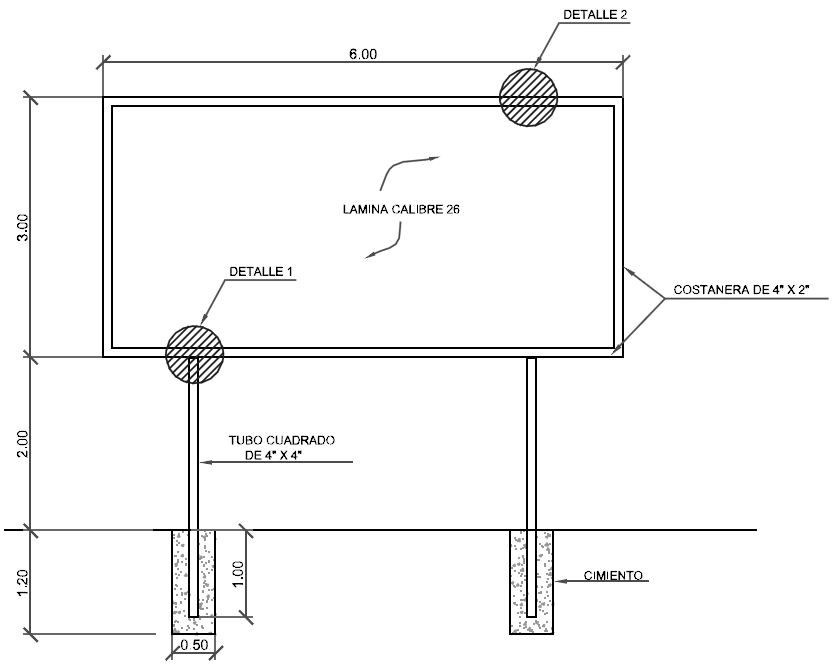 DETALLE 2
6.00
3.00
LAMINA CALIBRE 26
DETALLE 1
COSTANERA DE 4" X 2"
2.00
TUBO CUADRADO
DE 4" X 4"
1.20
1.00
CIMIENTO
0.50